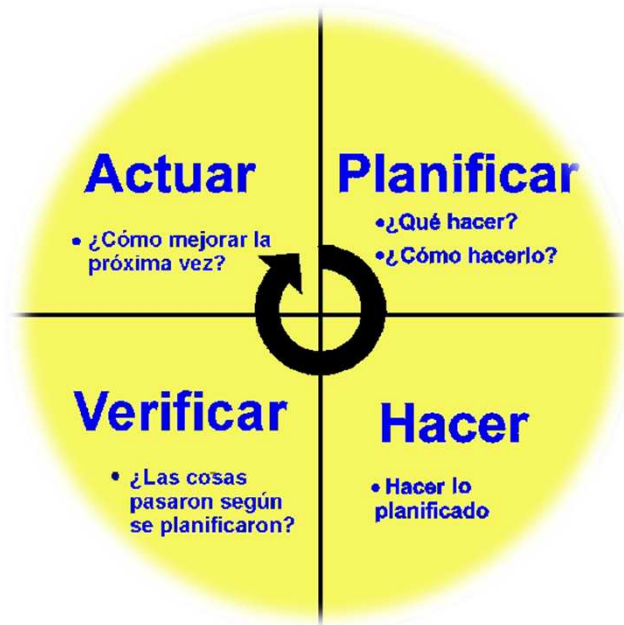 Actuar
• ¿Cómo mejorar la
próxima vez?
Planificar
•¿Qué hacer?
•¿Cómo hacerlo?
Verificar
• ¿Las cosas
pasaron según
se planificaron?
Hacer
• Hacer lo
planificado